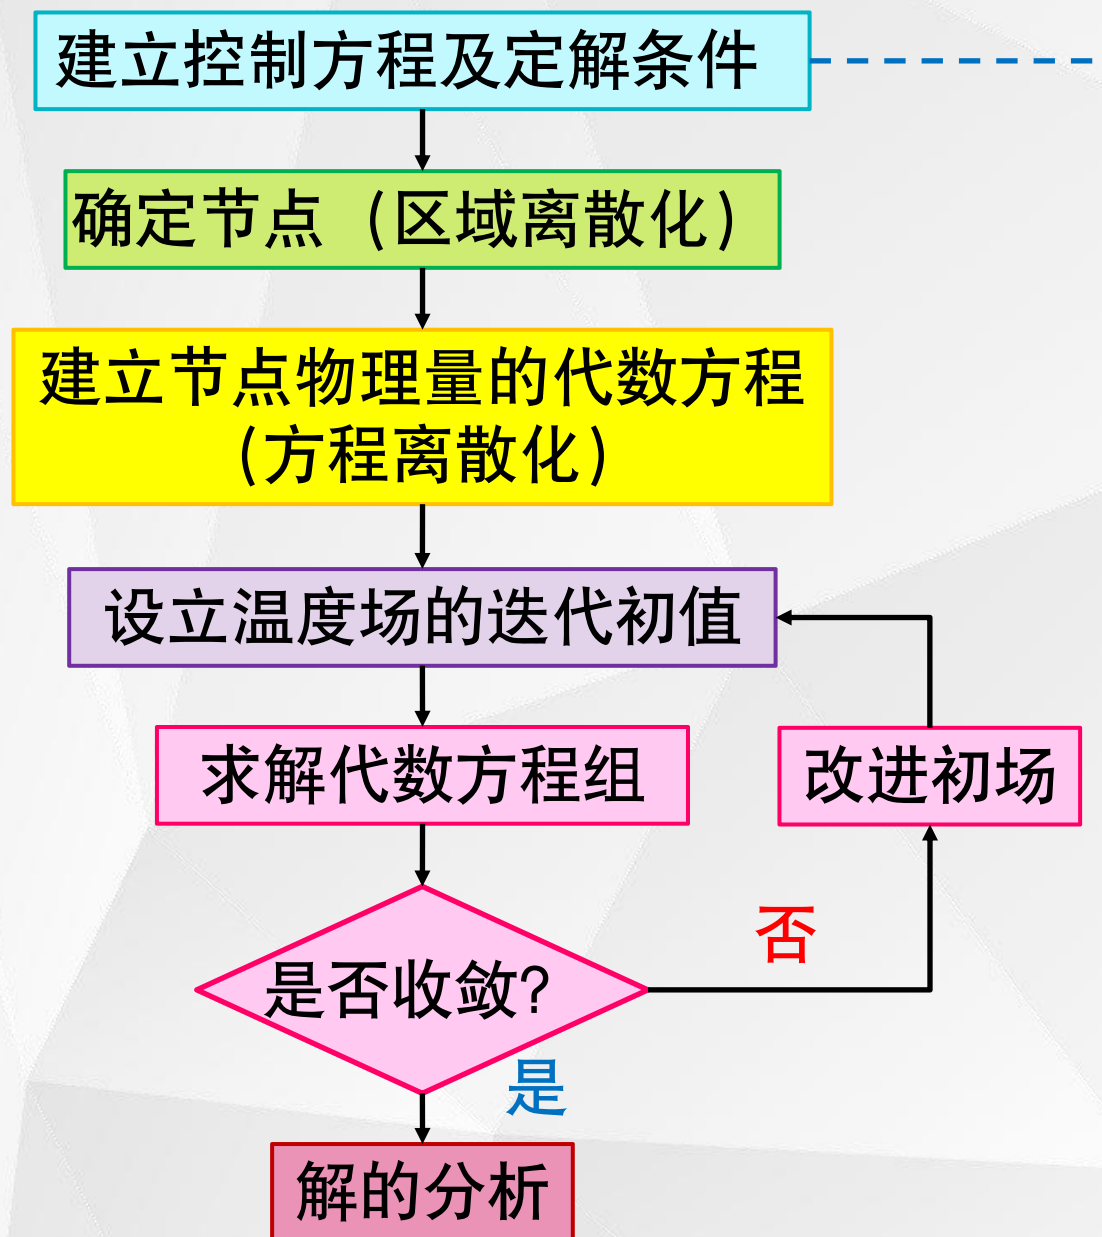 建立控制方程及定解条件
确定节点（区域离散化）
建立节点物理量的代数方程
（方程离散化）
设立温度场的迭代初值
求解代数方程组
改进初场
否
是否收敛？
是
解的分析